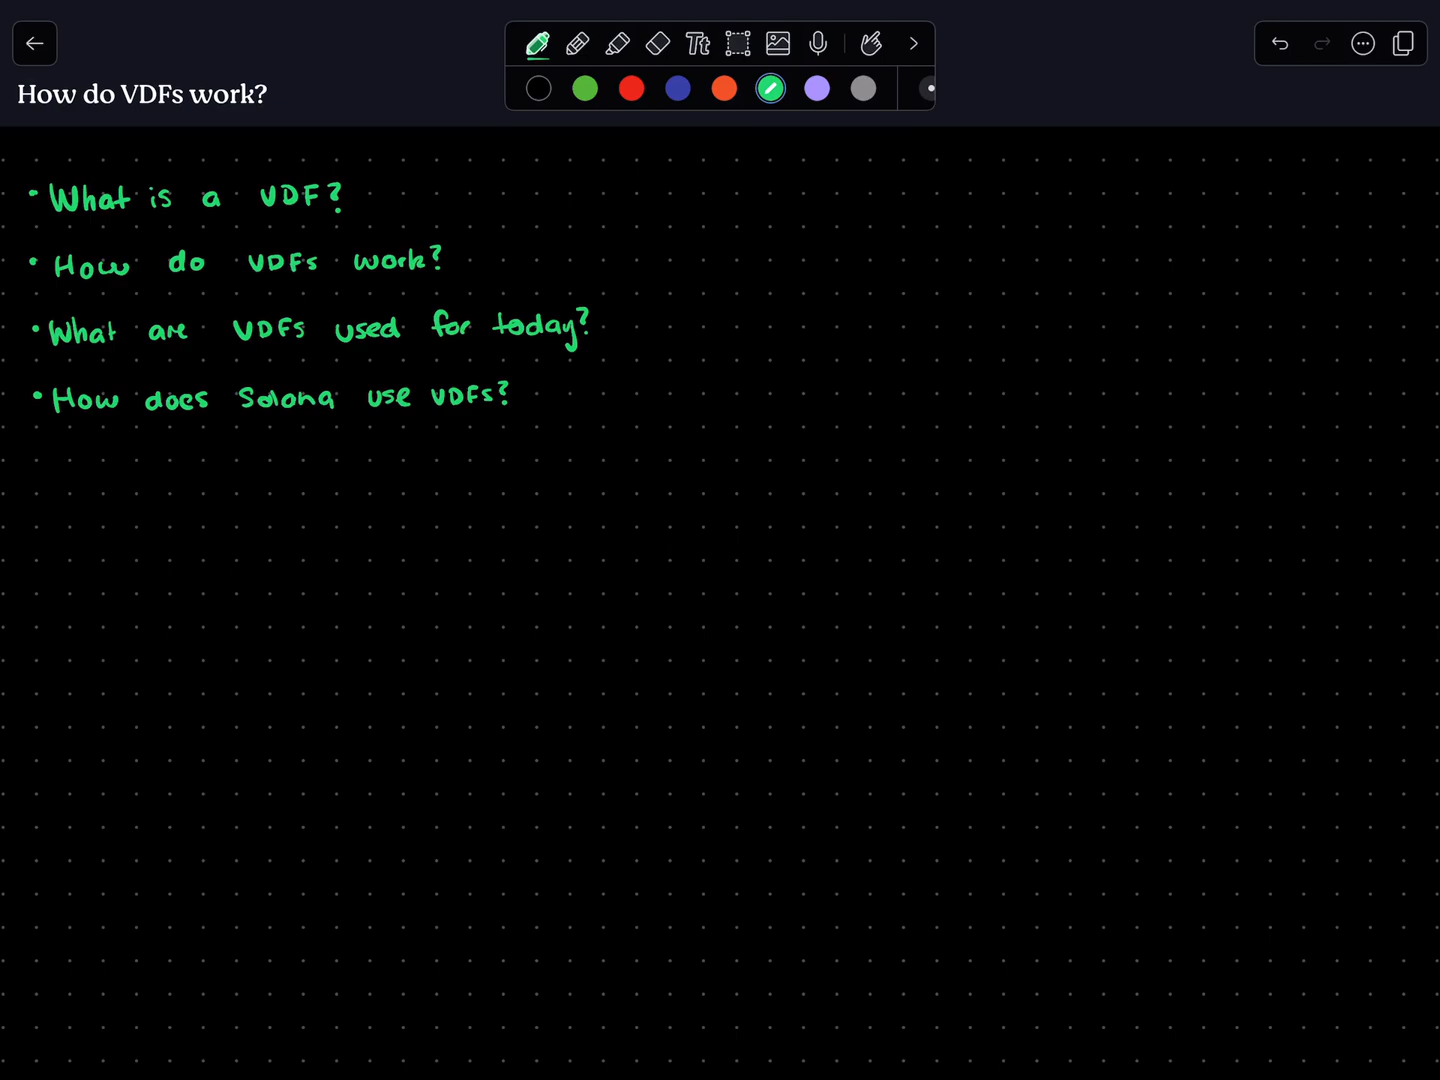 How do VDFs work?
• What is a VDF?
• How do VDFs work?
• What are VDFs used for today?
• How does Solana use VDFs?